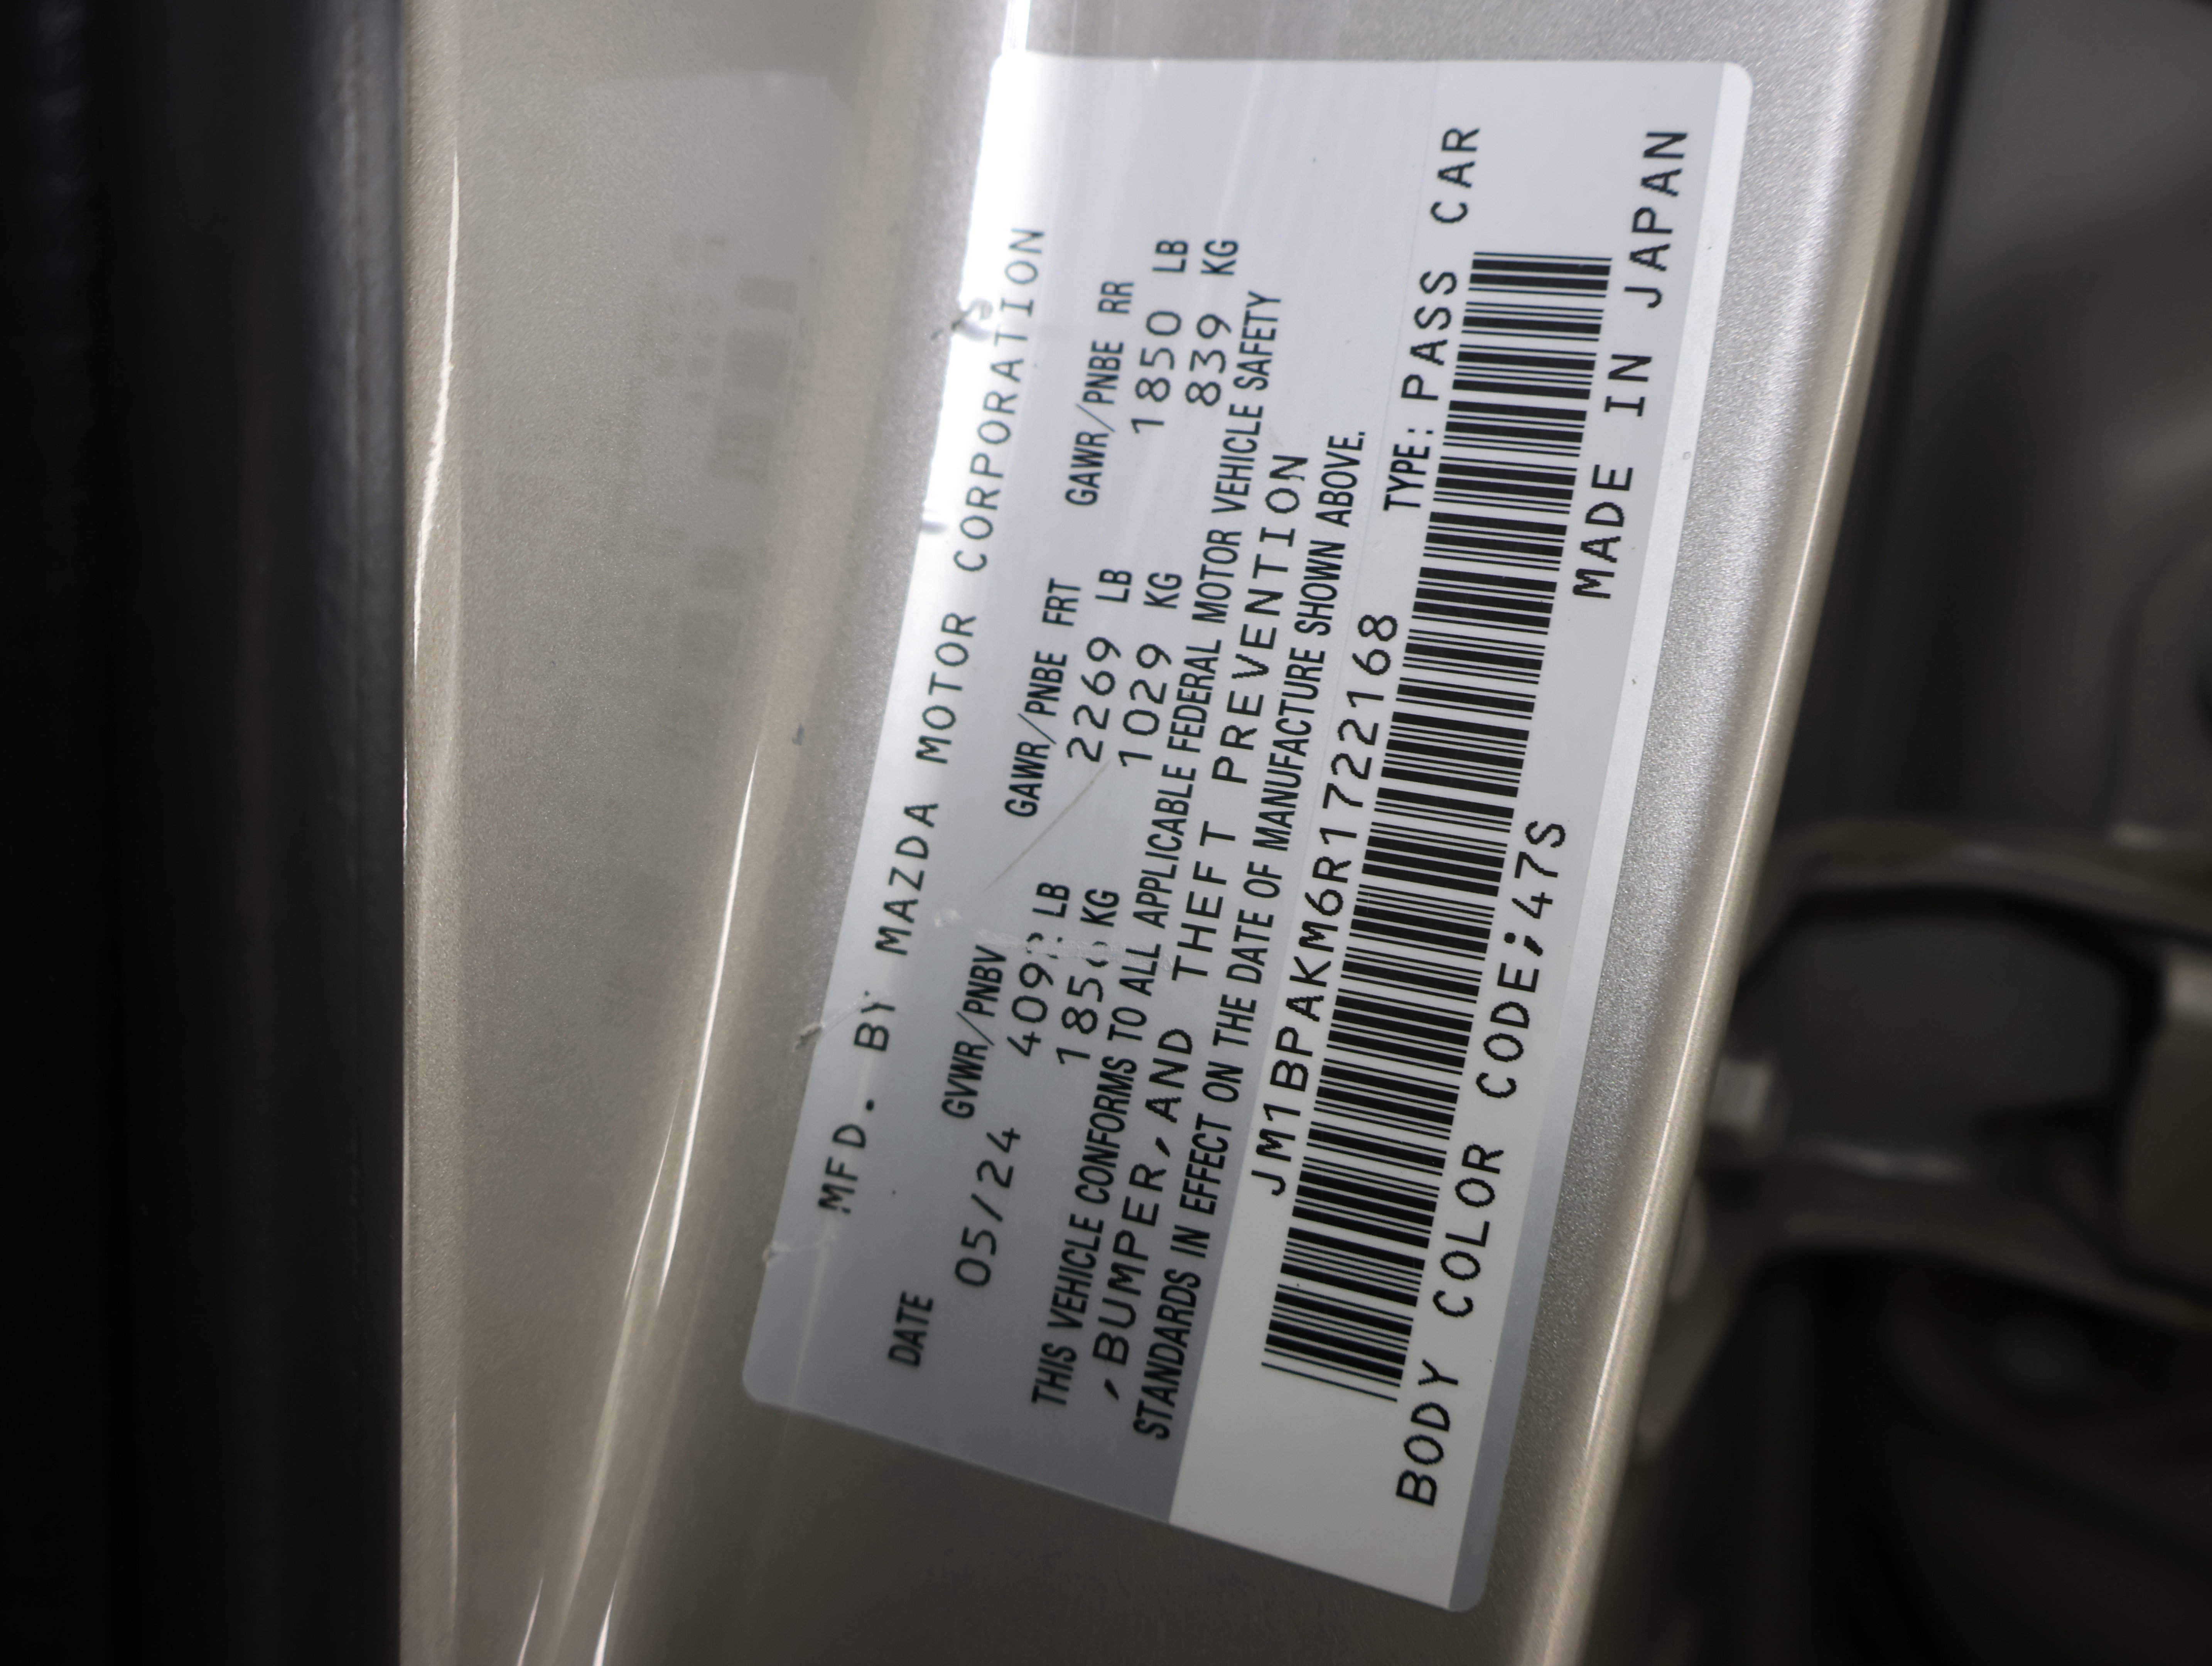 MFD. BY MAZDA MOTOR CORPORATION
DATE GVWR/PNBV GAWR/PNBE FRT GAWR/PNBE RR
05/24 LB 2269 LB 1850 LB
KG 1029 KG 839 KG
THIS VEHICLE CONFORMS TO ALL APPLICABLE FEDERAL MOTOR VEHICLE SAFETY
,BUMPER,AND THEFT PREVENTION
STANDARDS IN EFFECT ON THE DATE OF MANUFACTURE SHOWN ABOVE.
JM1BPAKM6R1722168 TYPE: PASS CAR
BODY COLOR CODE;47S MADE IN JAPAN